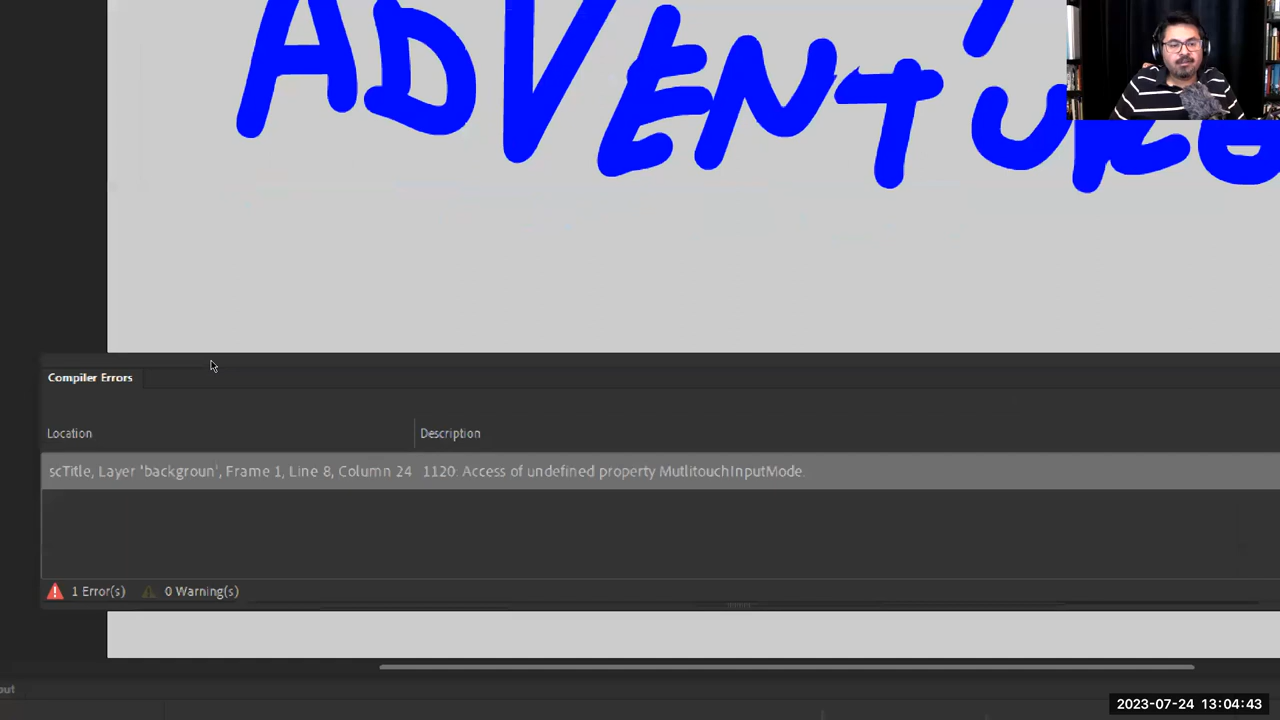 ADVENTURE
Compiler Errors
Location Description
scTitle, Layer 'backgroun', Frame 1, Line 8, Column 24 1120: Access of undefined property MutlitouchInputMode.
1 Error(s) 0 Warning(s)
put
2023-07-24 13:04:43